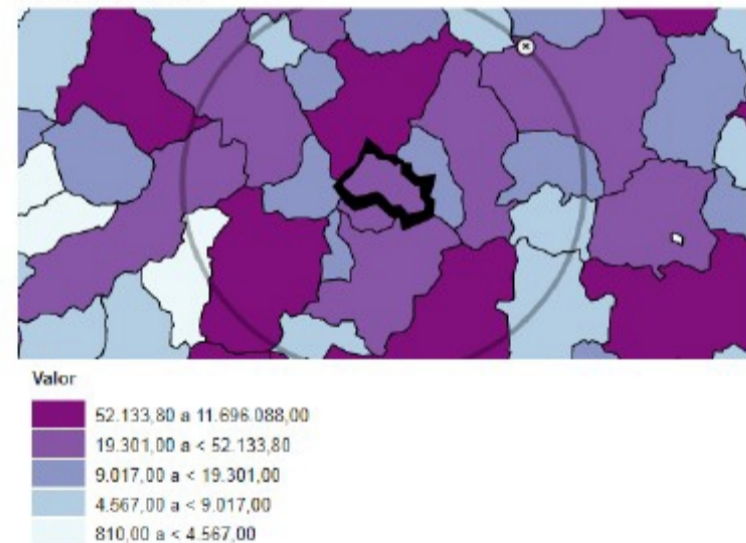 Valor
52.133,80 a 11.696.088,00
19.301,00 a < 52.133,80
9.017,00 a < 19.301,00
4.567,00 a < 9.017,00
810,00 a < 4.567,00